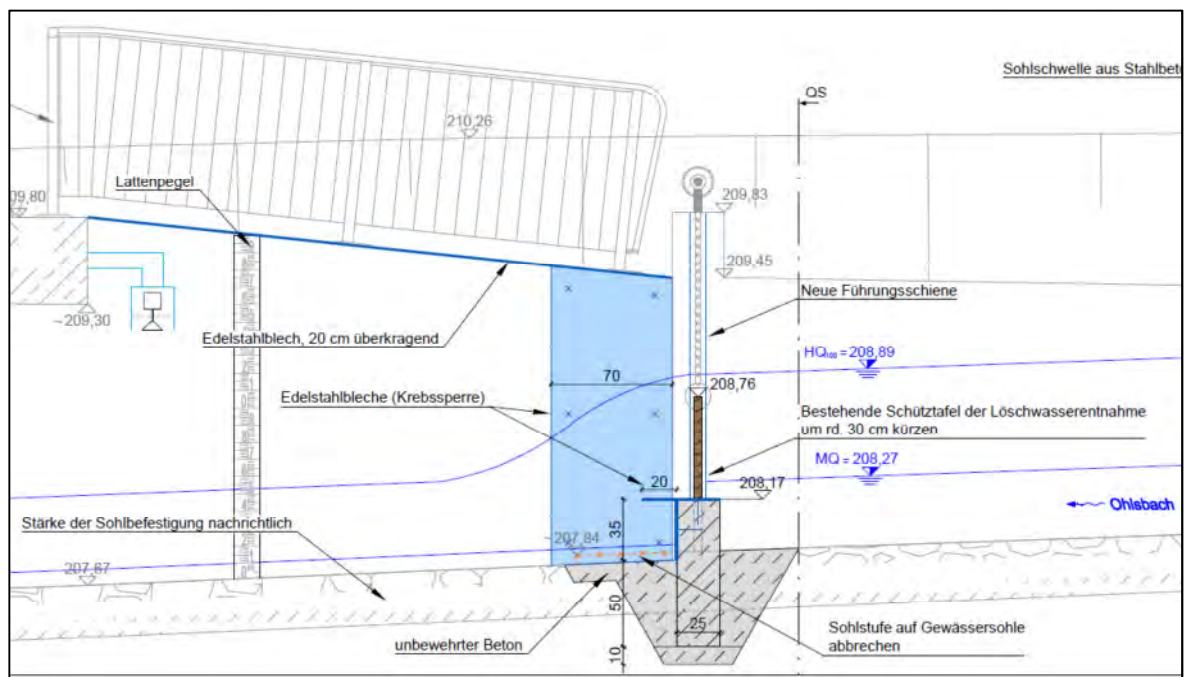 Sohlschwelle aus Stahlbet
QS
210,26
Lattenpegel
209,80
209,83
209,45
Neue Führungsschiene
~209,30
Edelstahlblech, 20 cm überkragend
HQ100 = 208,89
70
208,76
Edelstahlbleche (Krebssperre)
Bestehende Schütztafel der Löschwasserentnahme
um rd. 30 cm kürzen
MQ = 208,27
20
208,17
Ohlsbach
Stärke der Sohlbefestigung nachrichtlich
35
~207,84
207,67
50
25
Sohlstufe auf Gewässersohle
abbrechen
unbewehrter Beton
10